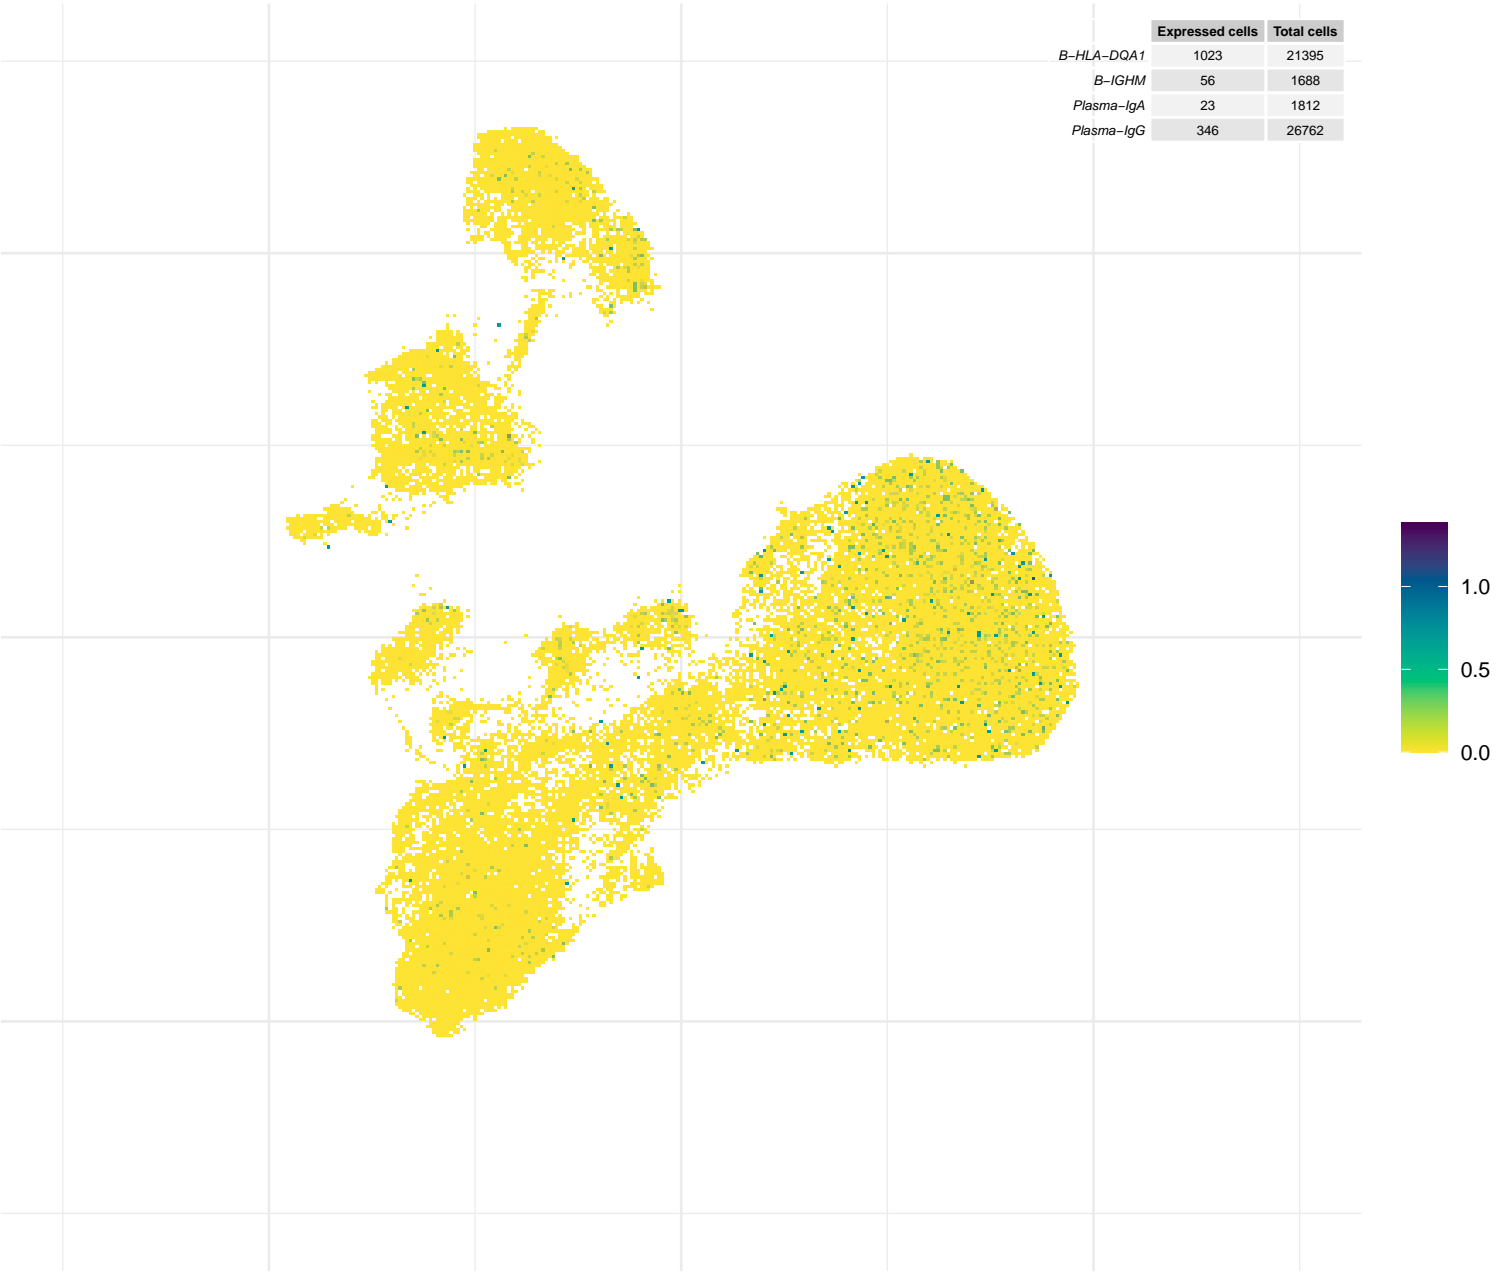 Expressed cells Total cells
B−HLA−DQA1 1023 21395
B−IGHM 56 1688
Plasma−IgA 23 1812
Plasma−IgG 346 26762
1.0
0.5
0.0